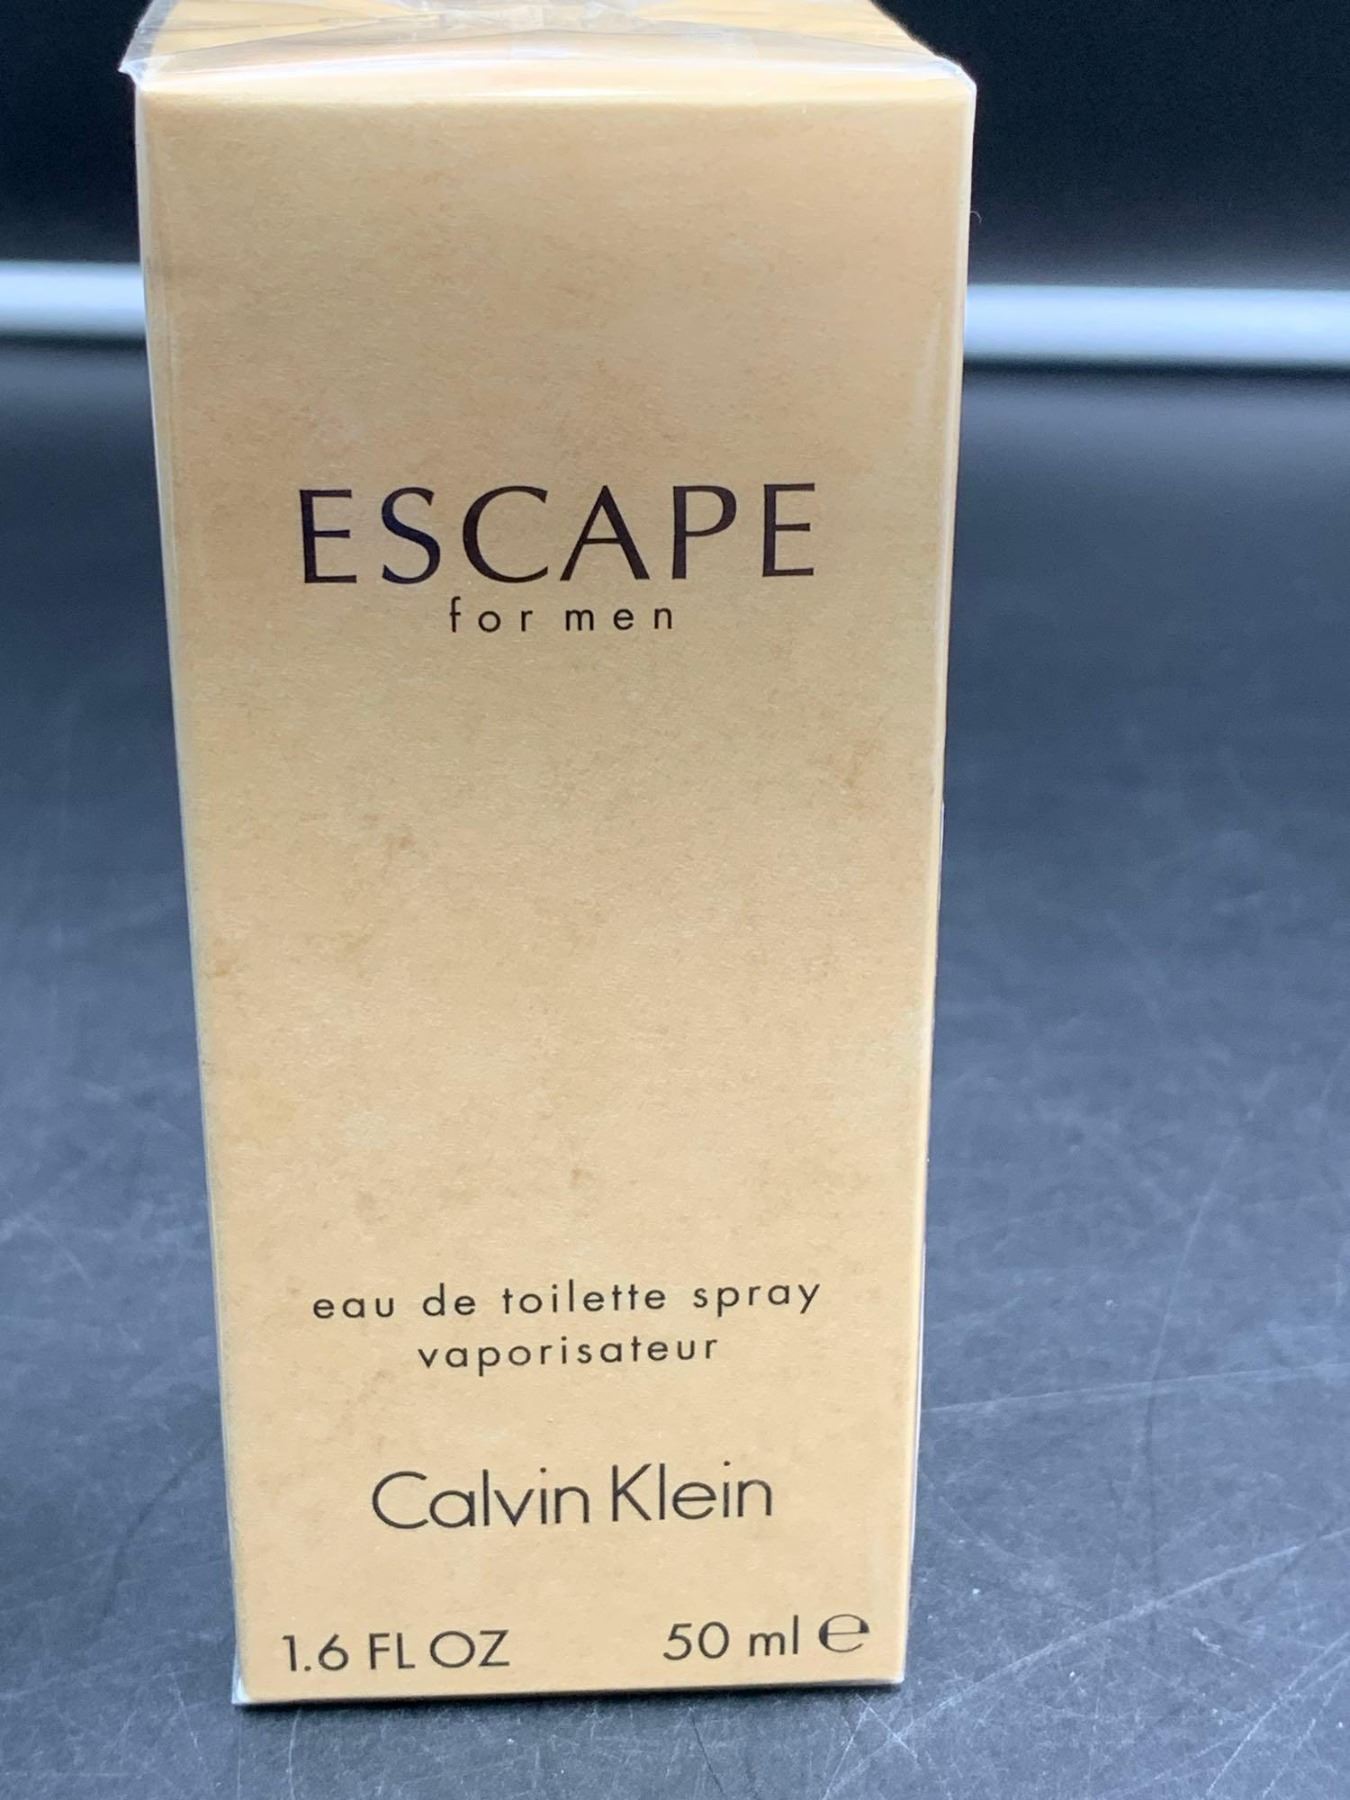 ESCAPE
for men
eau de toilette spray
vaporisateur
Calvin Klein
1.6 FL OZ 50 ml ℮